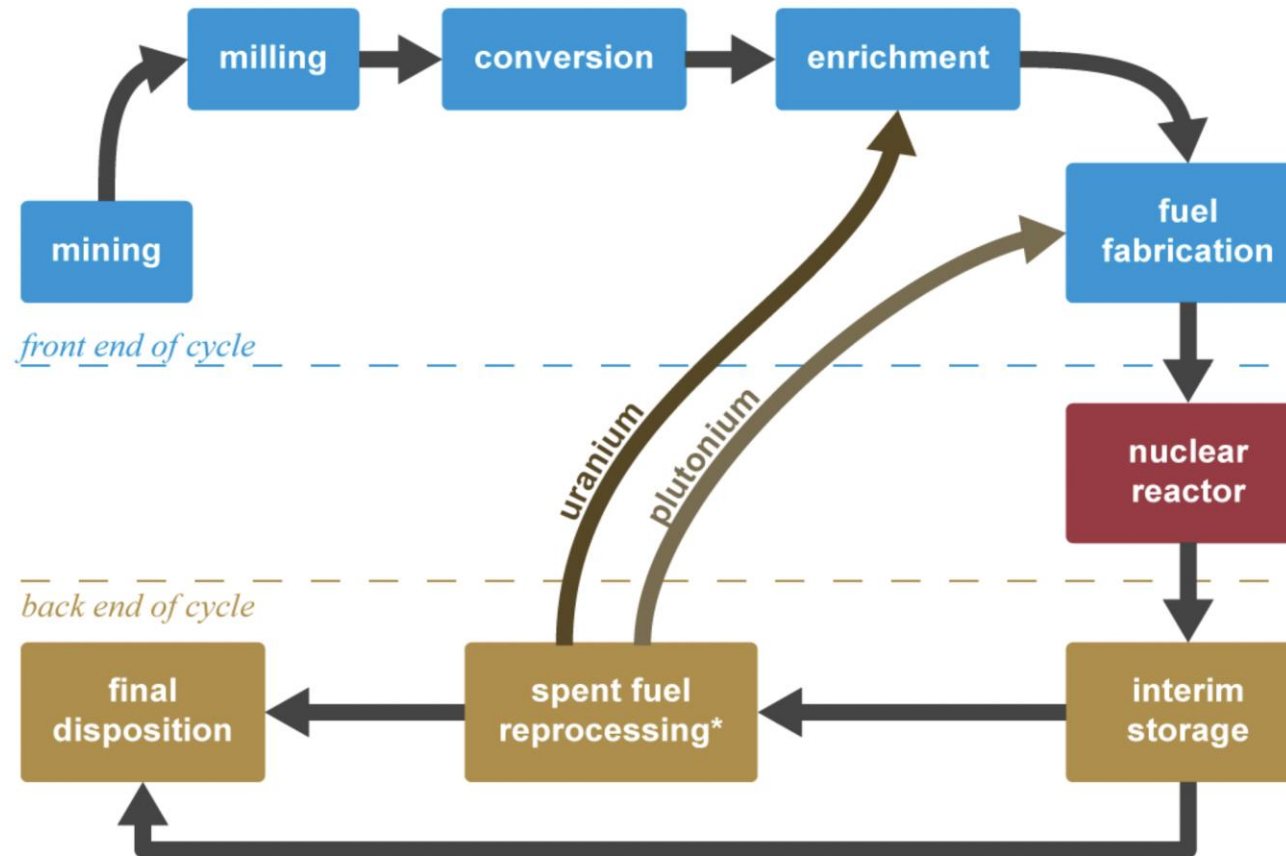 milling
conversion
enrichment
mining
fuel
fabrication
front end of cycle
uranium
plutonium
nuclear
reactor
back end of cycle
final
disposition
spent fuel
reprocessing*
interim
storage